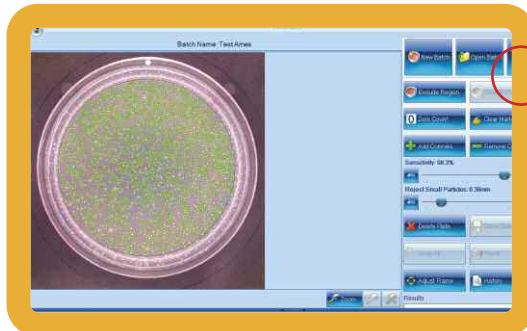 Batch Name: Test Ames
New Batch
Open Batch
Exclude Region
Zero Count
Clear
Add Colonies
Remove
Sensitivity: 98.3%
Reject Small Particles: 0.36mm
Delete Plate
Adjust Frame
History
Zoom
Results